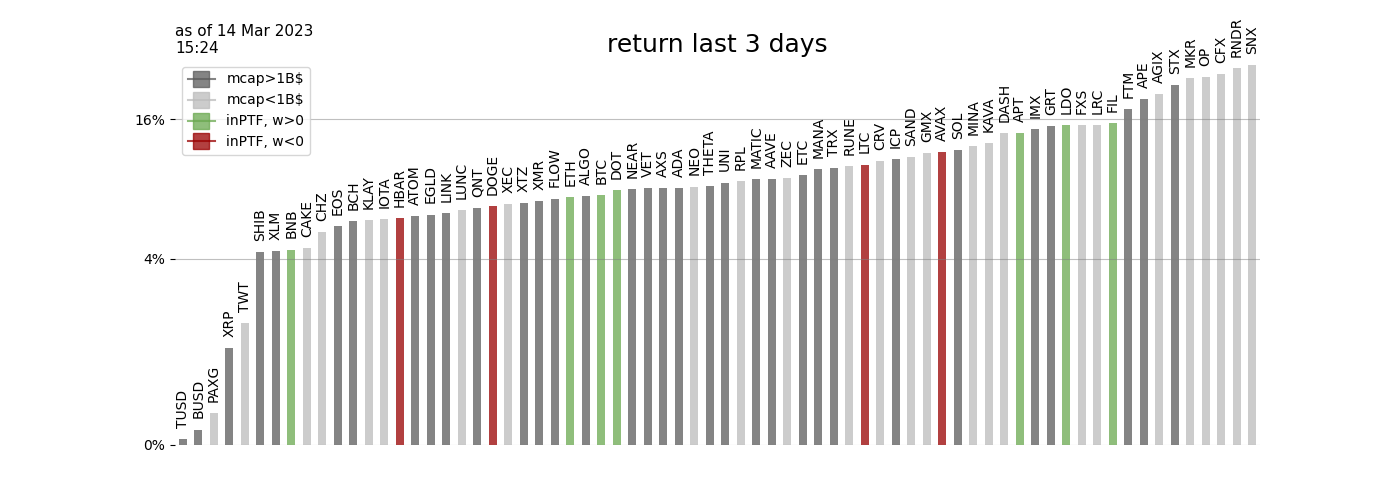 as of 14 Mar 2023
15:24
return last 3 days
mcap>1B$
mcap<1B$
inPTF, w>0
inPTF, w<0
16%
4%
0%
TUSD
BUSD
PAXG
XRP
TWT
SHIB
XLM
BNB
CAKE
CHZ
EOS
BCH
KLAY
IOTA
HBAR
ATOM
EGLD
LINK
LUNC
QNT
DOGE
XEC
XTZ
XMR
FLOW
ETH
ALGO
BTC
DOT
NEAR
VET
AXS
ADA
NEO
THETA
UNI
RPL
MATIC
AAVE
ZEC
ETC
MANA
TRX
RUNE
LTC
CRV
ICP
SAND
GMX
AVAX
SOL
MINA
KAVA
DASH
APT
IMX
GRT
LDO
FXS
LRC
FIL
FTM
APE
AGIX
STX
MKR
OP
CFX
RNDR
SNX